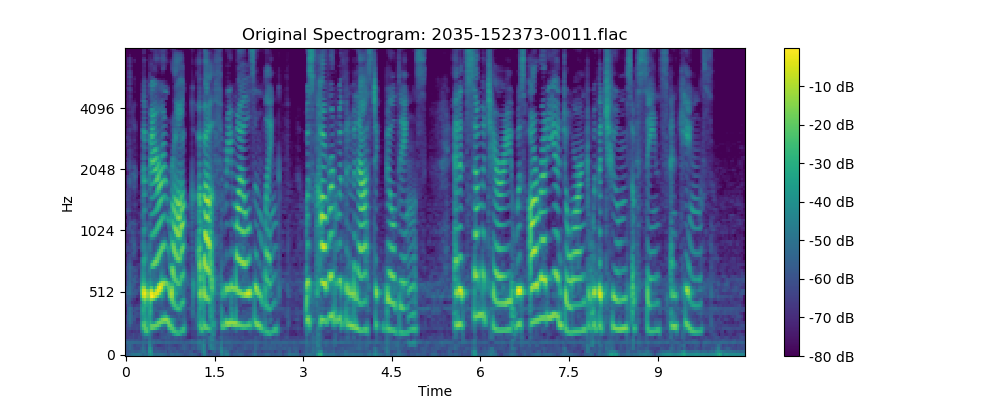 Original Spectrogram: 2035-152373-0011.flac
Hz
4096
2048
1024
512
0
0 1.5 3 4.5 6 7.5 9
Time
-10 dB
-20 dB
-30 dB
-40 dB
-50 dB
-60 dB
-70 dB
-80 dB